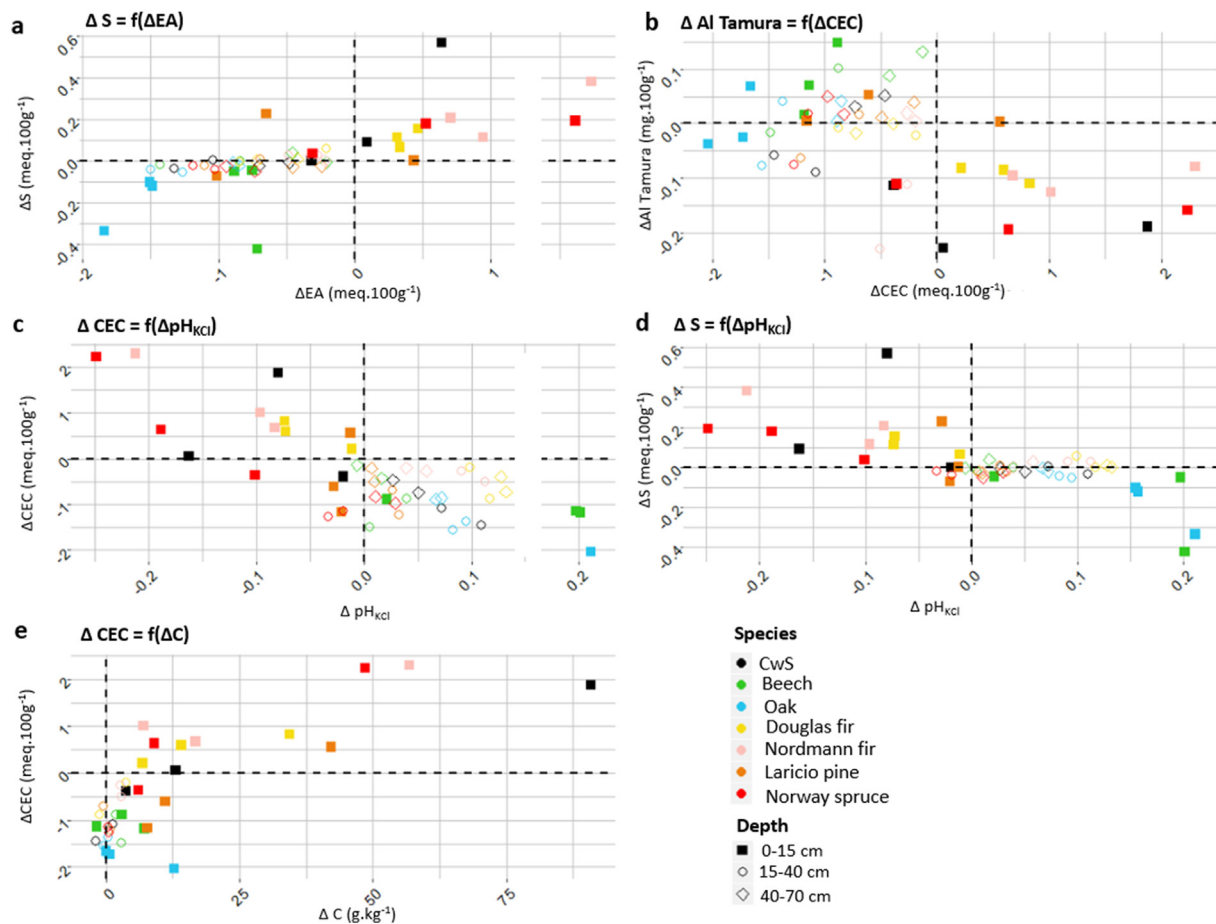 a
Δ S = f(ΔEA)
0.6
0.4
0.2
0.0
-0.2
-0.4
ΔS (meq.100g⁻¹)
-2
-1
0
1
ΔEA (meq.100g⁻¹)
b
Δ Al Tamura = f(ΔCEC)
0.1
0.0
-0.1
-0.2
ΔAl Tamura (mg.100g⁻¹)
-2
-1
0
1
2
ΔCEC (meq.100g⁻¹)
c
Δ CEC = f(ΔpHKCl)
2
1
0
-1
-2
ΔCEC (meq.100g⁻¹)
-0.2
-0.1
0.0
0.1
0.2
Δ pHKCl
d
Δ S = f(ΔpHKCl)
0.6
0.4
0.2
0.0
-0.2
-0.4
ΔS (meq.100g⁻¹)
-0.2
-0.1
0.0
0.1
0.2
Δ pHKCl
e
Δ CEC = f(ΔC)
2
1
0
-1
-2
ΔCEC (meq.100g⁻¹)
0
25
50
75
Δ C (g.kg⁻¹)
Species
CwS
Beech
Oak
Douglas fir
Nordmann fir
Laricio pine
Norway spruce
Depth
0-15 cm
15-40 cm
40-70 cm